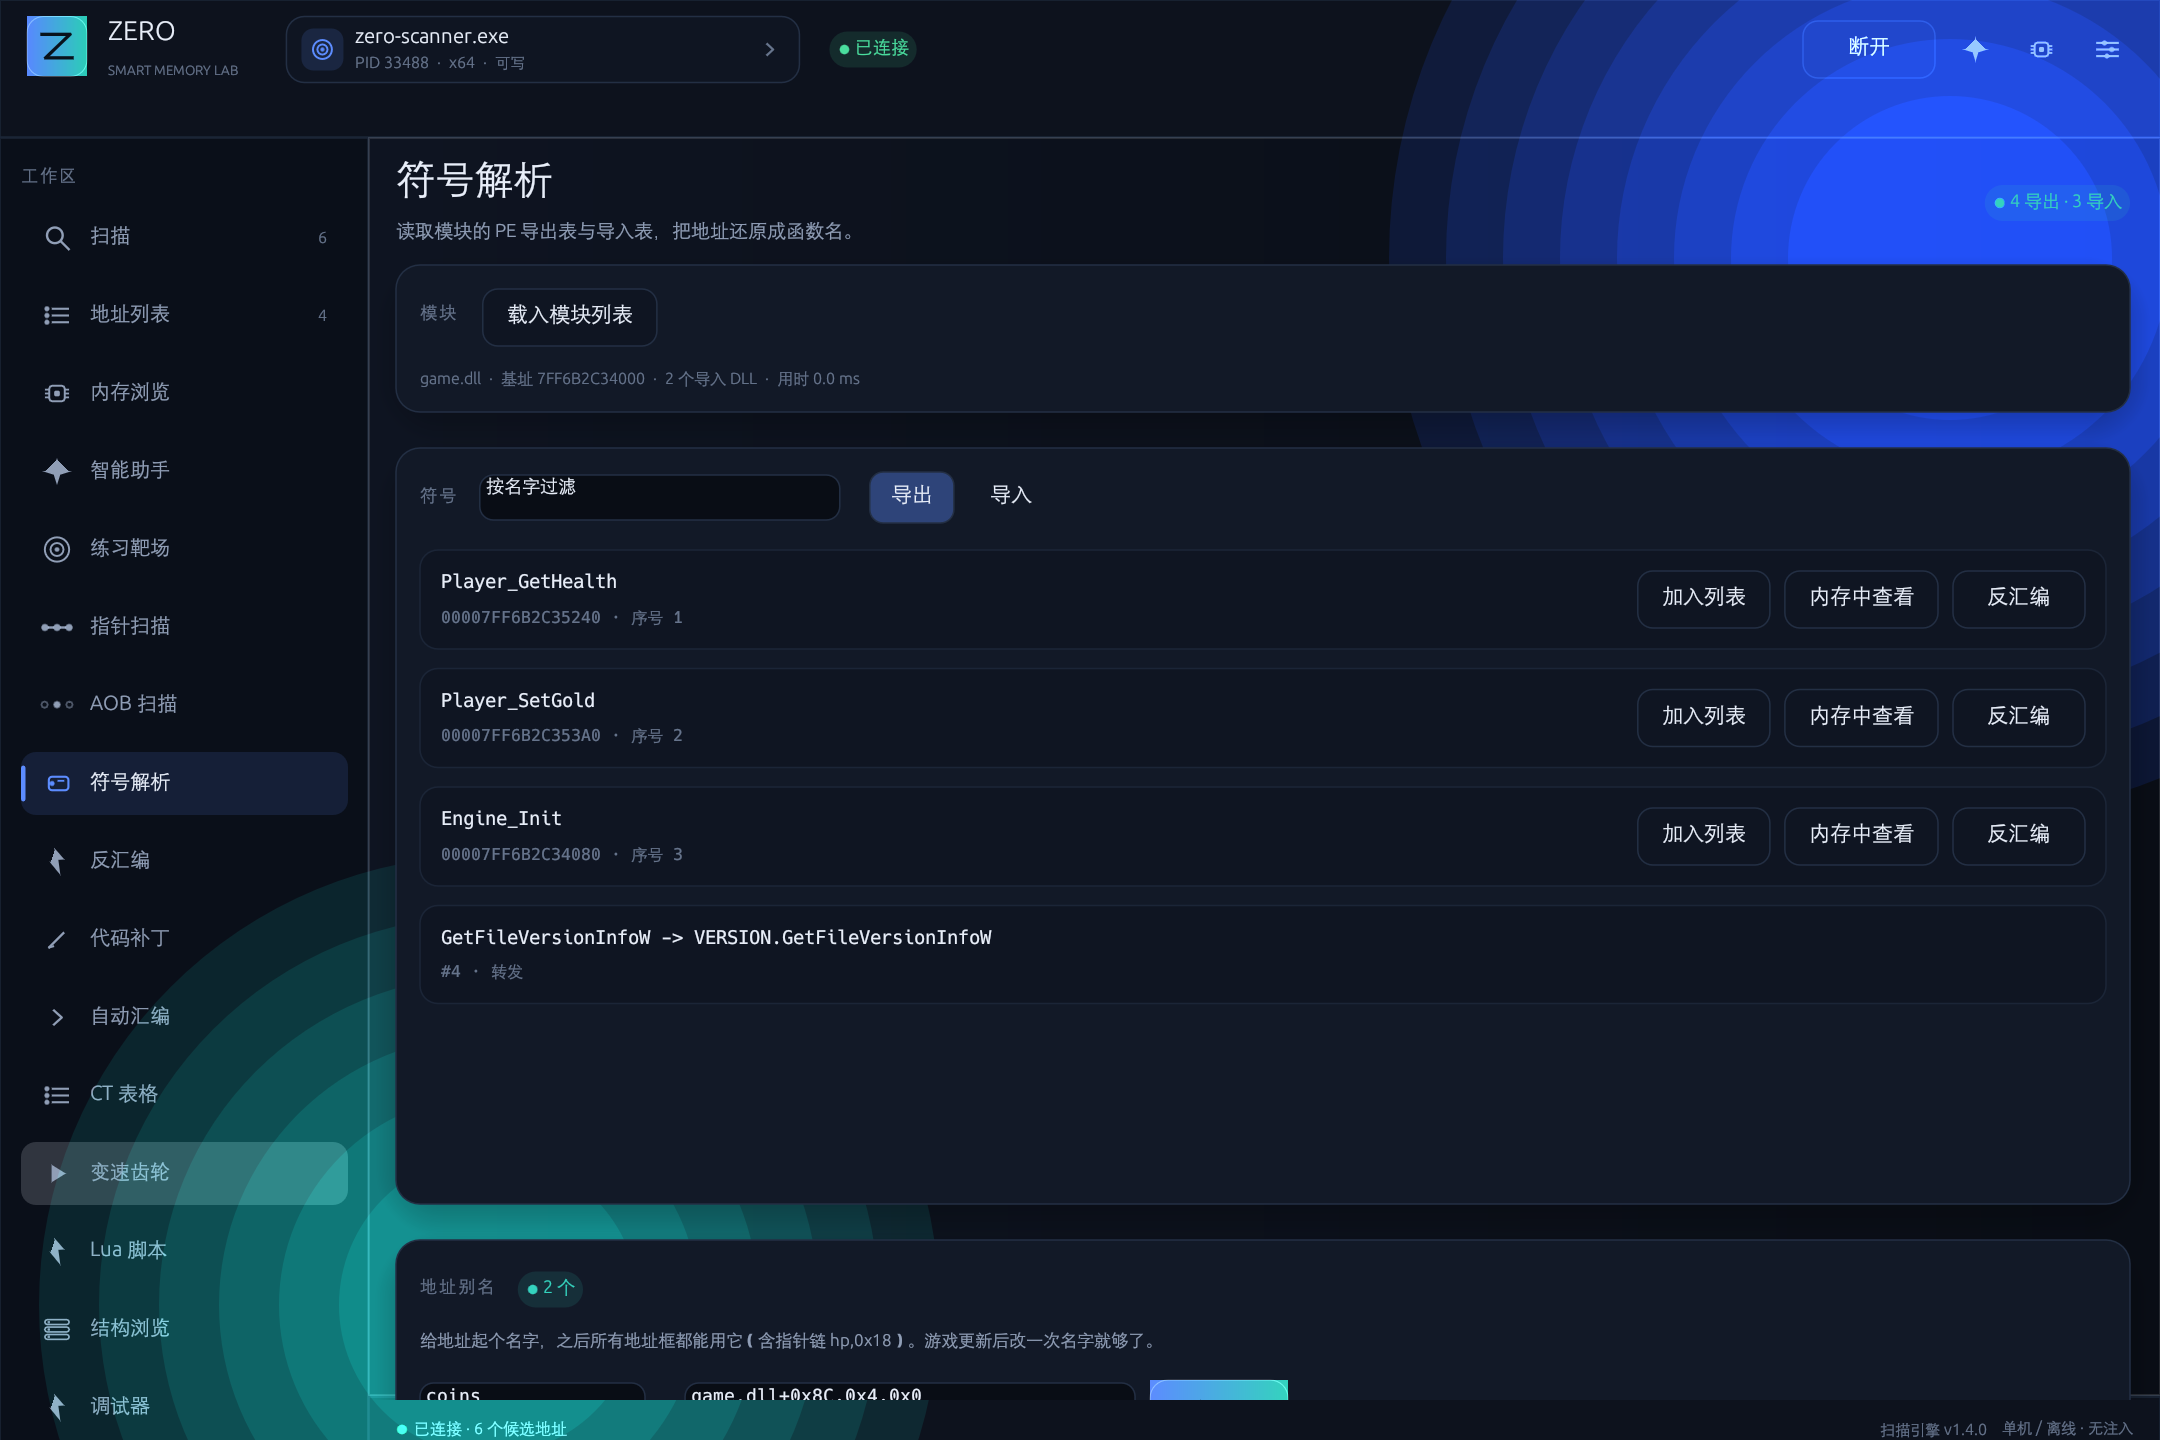 ZERO
SMART MEMORY LAB
zero-scanner.exe
PID 33488 · x64 · 可写
已连接
断开
工作区
扫描 6
地址列表 4
内存浏览
智能助手
练习靶场
指针扫描
AOB 扫描
符号解析
反汇编
代码补丁
自动汇编
CT 表格
变速齿轮
Lua 脚本
结构浏览
调试器
符号解析
读取模块的 PE 导出表与导入表，把地址还原成函数名。
4 导出 · 3 导入
模块 载入模块列表
game.dll · 基址 7FF6B2C34000 · 2 个导入 DLL · 用时 0.0 ms
符号 按名字过滤 导出 导入
Player_GetHealth
00007FF6B2C35240 · 序号 1
加入列表 内存中查看 反汇编
Player_SetGold
00007FF6B2C353A0 · 序号 2
加入列表 内存中查看 反汇编
Engine_Init
00007FF6B2C34080 · 序号 3
加入列表 内存中查看 反汇编
GetFileVersionInfoW -> VERSION.GetFileVersionInfoW
#4 · 转发
地址别名 2 个
给地址起个名字，之后所有地址框都能用它 ( 含指针链 hp,0x18 ) 。游戏更新后改一次名字就够了。
coins game.dll+0x8C,0x4,0x0
已连接 · 6 个候选地址
扫描引擎 v1.4.0 单机 / 离线 · 无注入